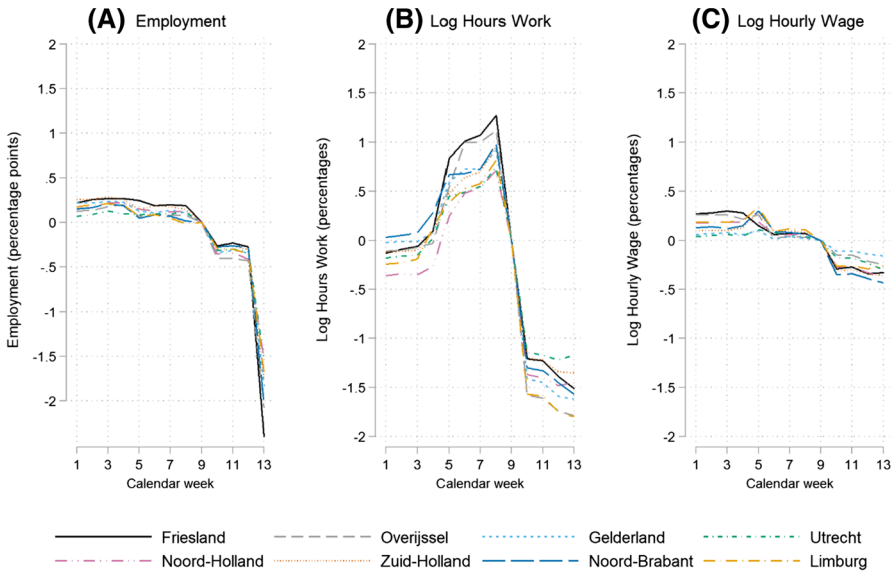 (A) Employment
(B) Log Hours Work
(C) Log Hourly Wage
Employment (percentage points)
2
1.5
1
.5
0
-.5
-1
-1.5
-2
1 3 5 7 9 11 13
Calendar week
Log Hours Work (percentages)
2
1.5
1
.5
0
-.5
-1
-1.5
-2
1 3 5 7 9 11 13
Calendar week
Log Hourly Wage (percentages)
2
1.5
1
.5
0
-.5
-1
-1.5
-2
1 3 5 7 9 11 13
Calendar week
Friesland Overijssel Gelderland Utrecht
Noord-Holland Zuid-Holland Noord-Brabant Limburg